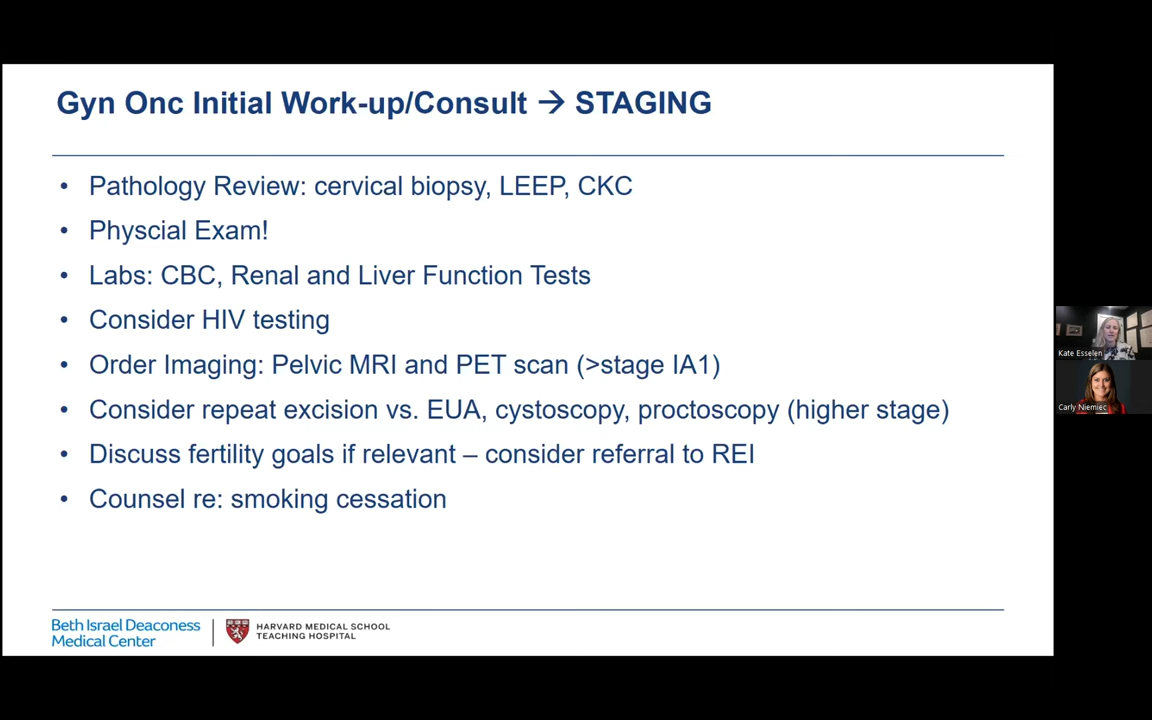 Gyn Onc Initial Work-up/Consult → STAGING
• Pathology Review: cervical biopsy, LEEP, CKC
• Physcial Exam!
• Labs: CBC, Renal and Liver Function Tests
• Consider HIV testing
• Order Imaging: Pelvic MRI and PET scan (>stage IA1)
• Consider repeat excision vs. EUA, cystoscopy, proctoscopy (higher stage)
• Discuss fertility goals if relevant – consider referral to REI
• Counsel re: smoking cessation
Beth Israel Deaconess
Medical Center
HARVARD MEDICAL SCHOOL
TEACHING HOSPITAL
Kate Esselen
Carly Niemiec